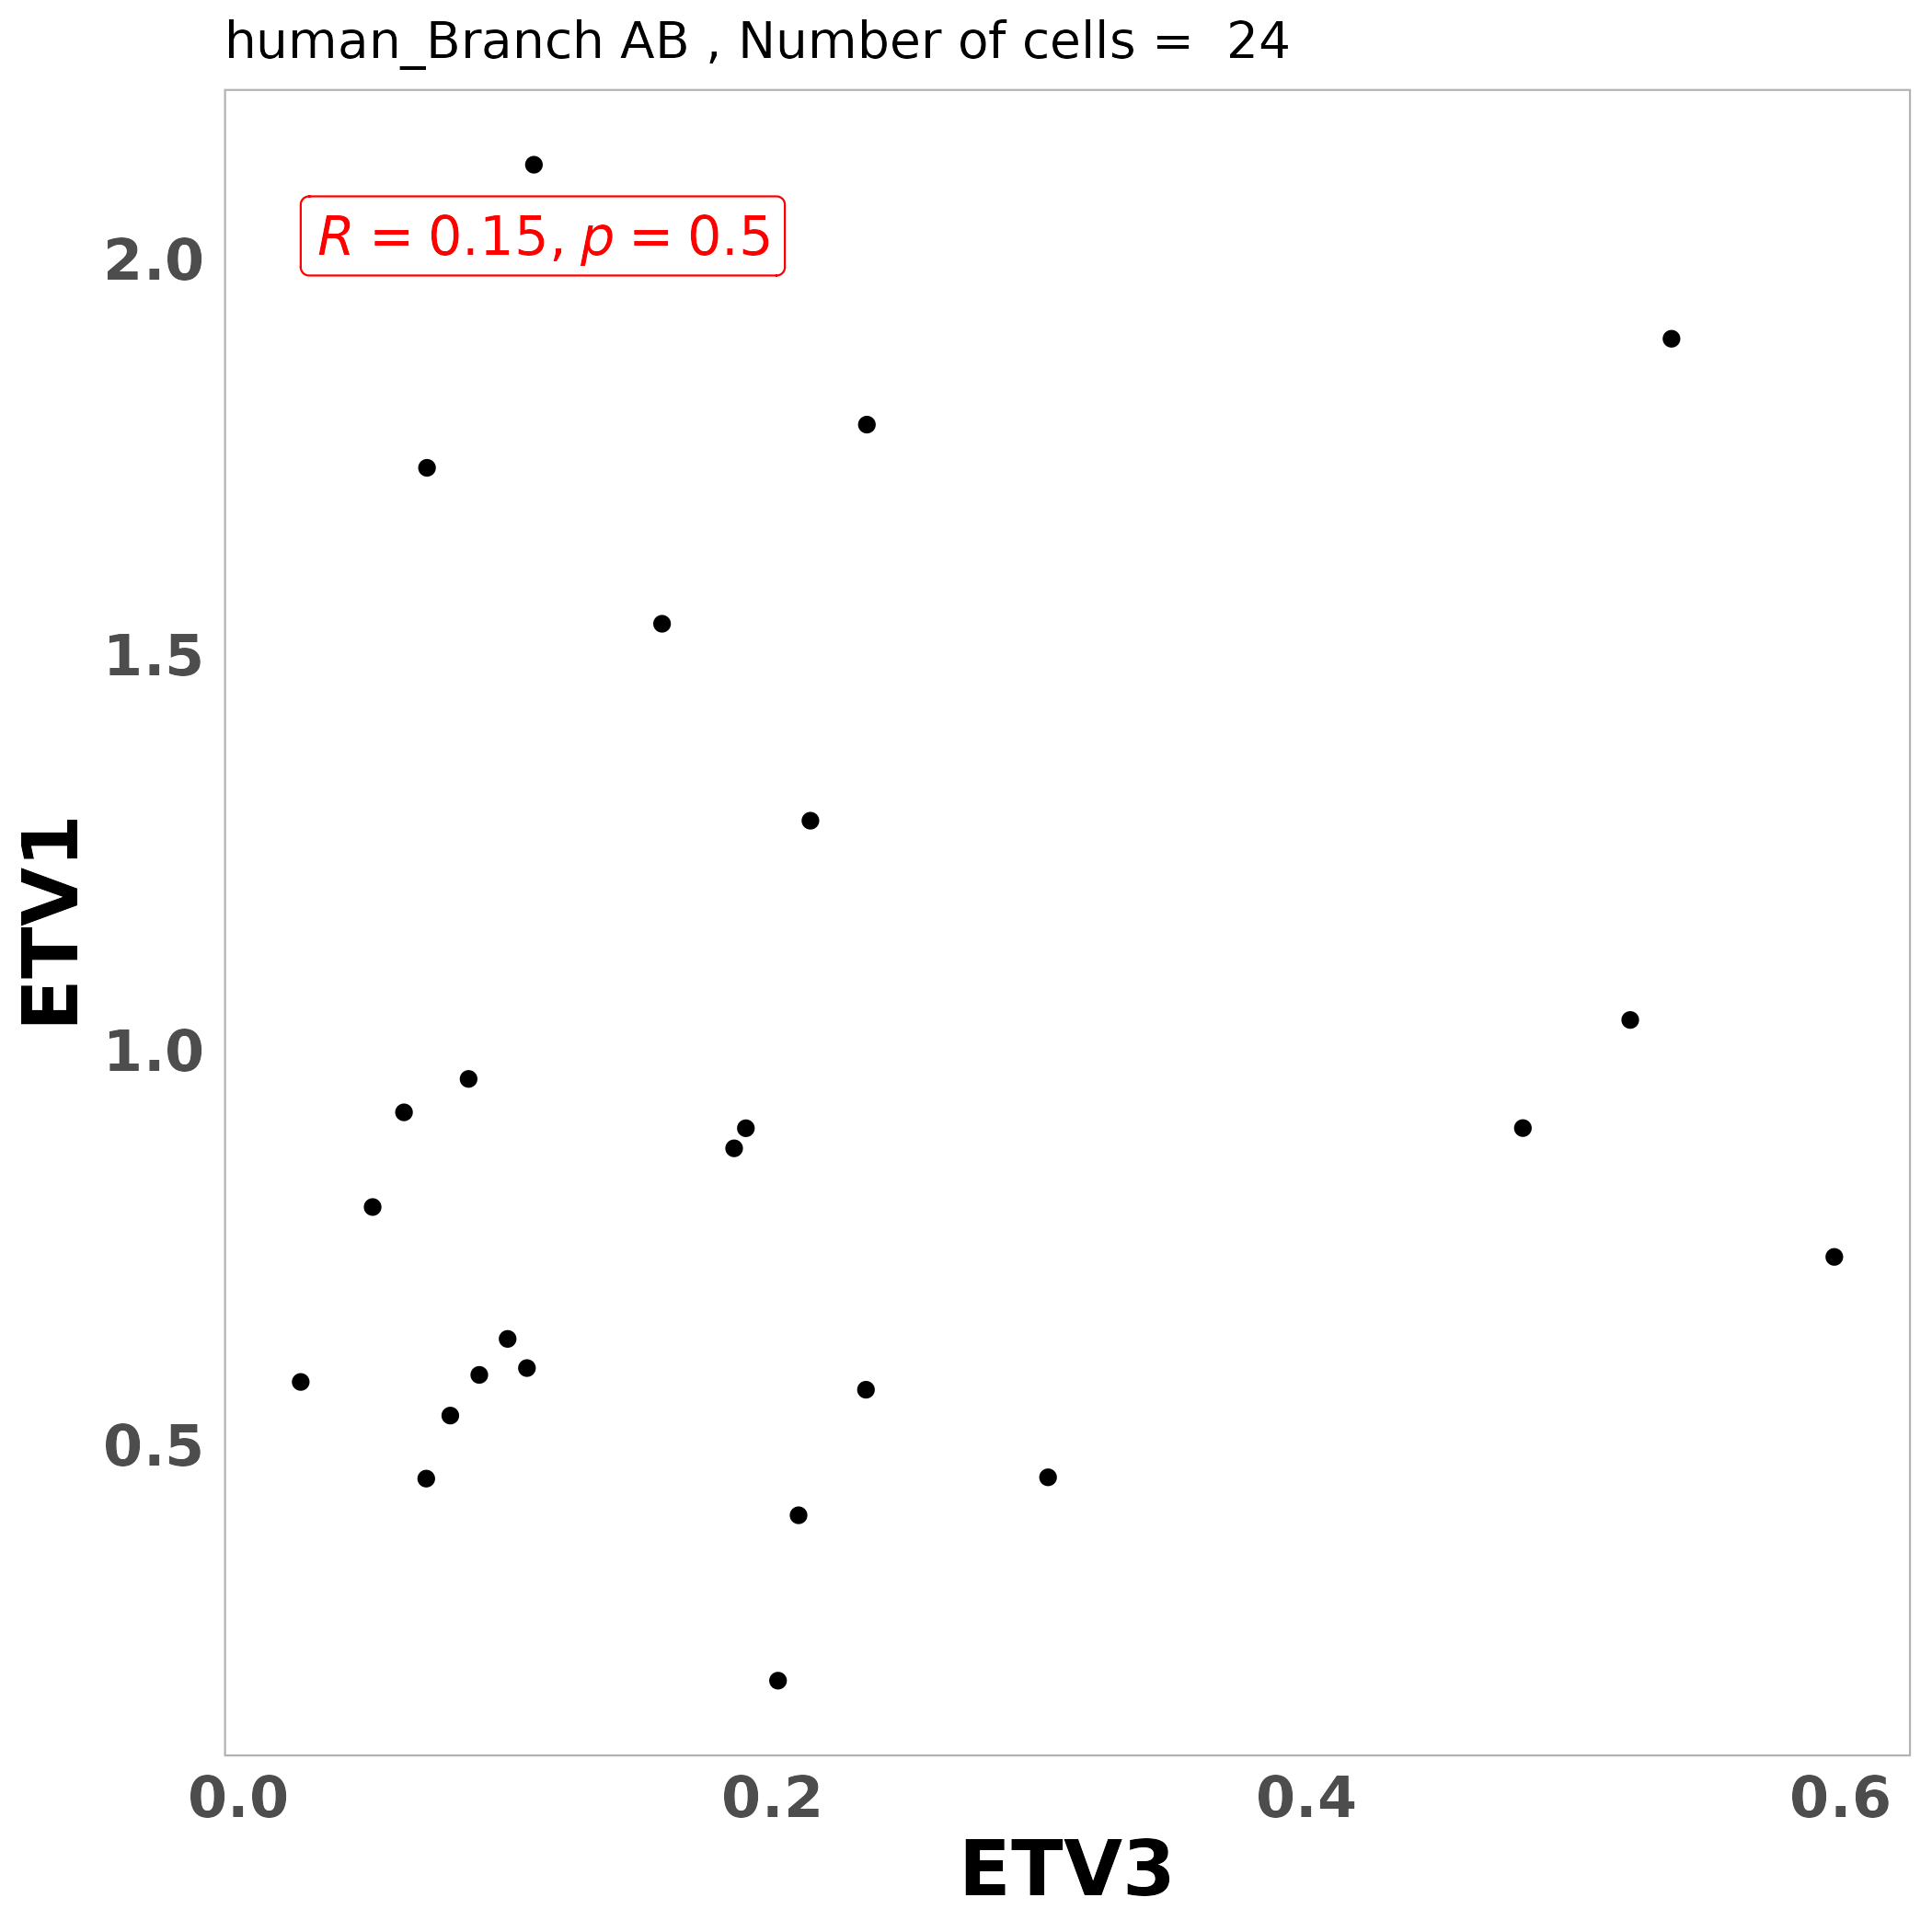 human_Branch AB , Number of cells =  24
R = 0.15, p = 0.5
2.0
1.5
1.0
0.5
ETV1
0.0 0.2 0.4 0.6
ETV3